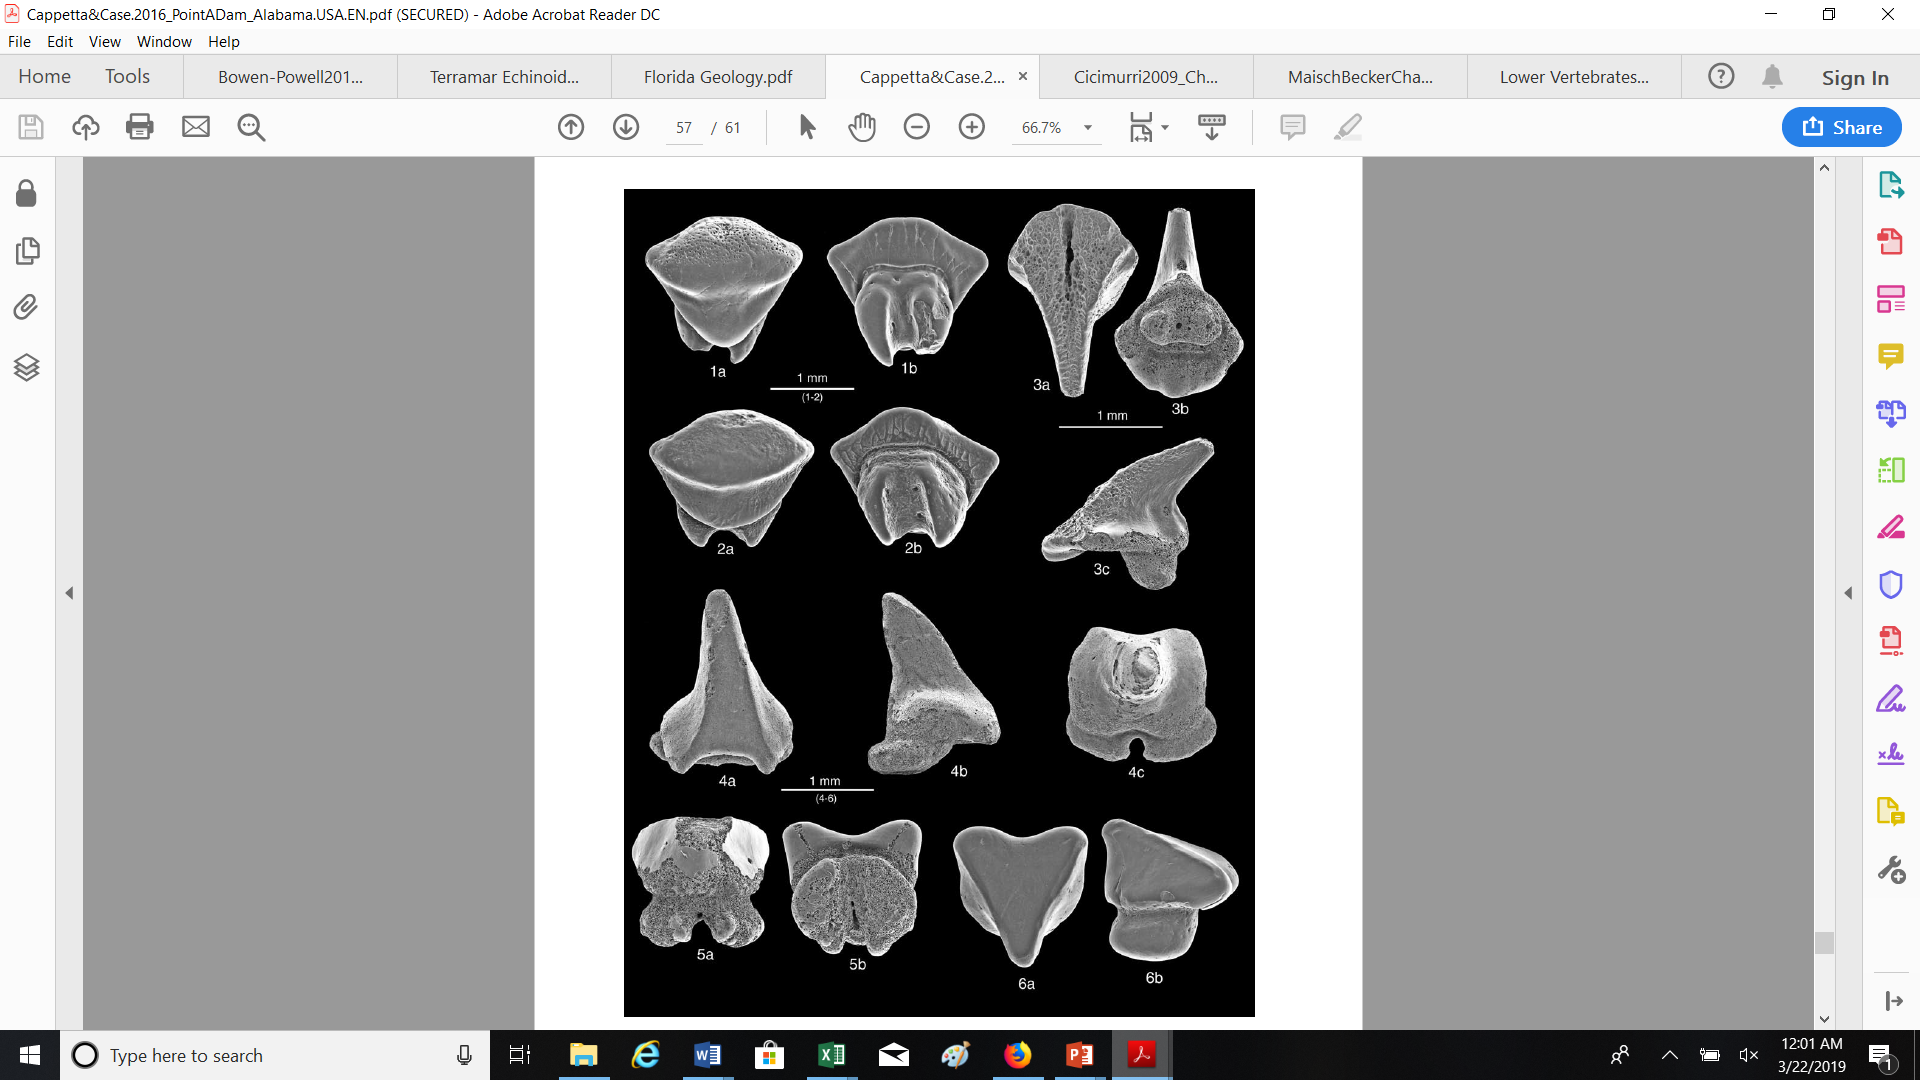 Cappetta&Case.2016_PointADam_Alabama.USA.EN.pdf (SECURED) - Adobe Acrobat Reader DC
File Edit View Window Help
Home Tools Bowen-Powell201... Terramar Echinoid... Florida Geology.pdf Cappetta&Case.2... × Cicimurri2009_Ch... MaischBeckerCha... Lower Vertebrates... Sign In
57 / 61 66.7% Share
1a 1b 3a 3b
1 mm
(1-2)
1 mm
2a 2b 3c
4a 4b 4c
1 mm
(4-6)
5a 5b 6a 6b
Type here to search
12:01 AM
3/22/2019
1